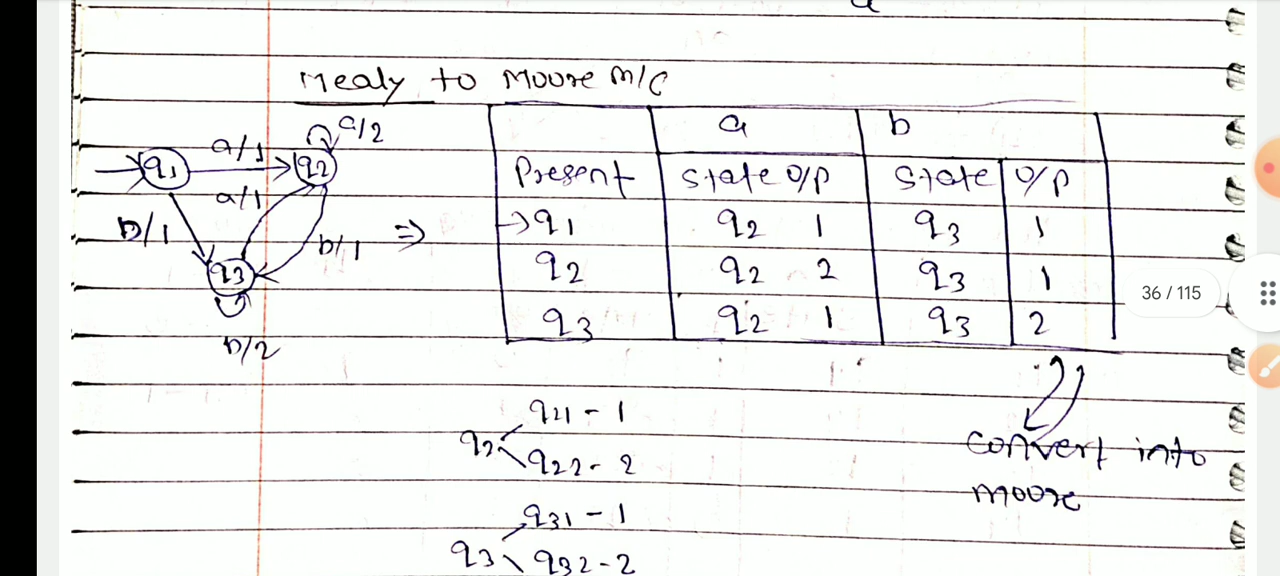 Mealy to Moore M/C
a/2
a/1
q1
q2
a/1
b/1
b/1
q3
b/2
⇒
a b
Present State O/P State O/P
→q1 q2 1 q3 1
q2 q2 2 q3 1
q3 q2 1 q3 2
36 / 115
convert into
moore
q2
q21 - 1
q22 - 2
q3
q31 - 1
q32 - 2